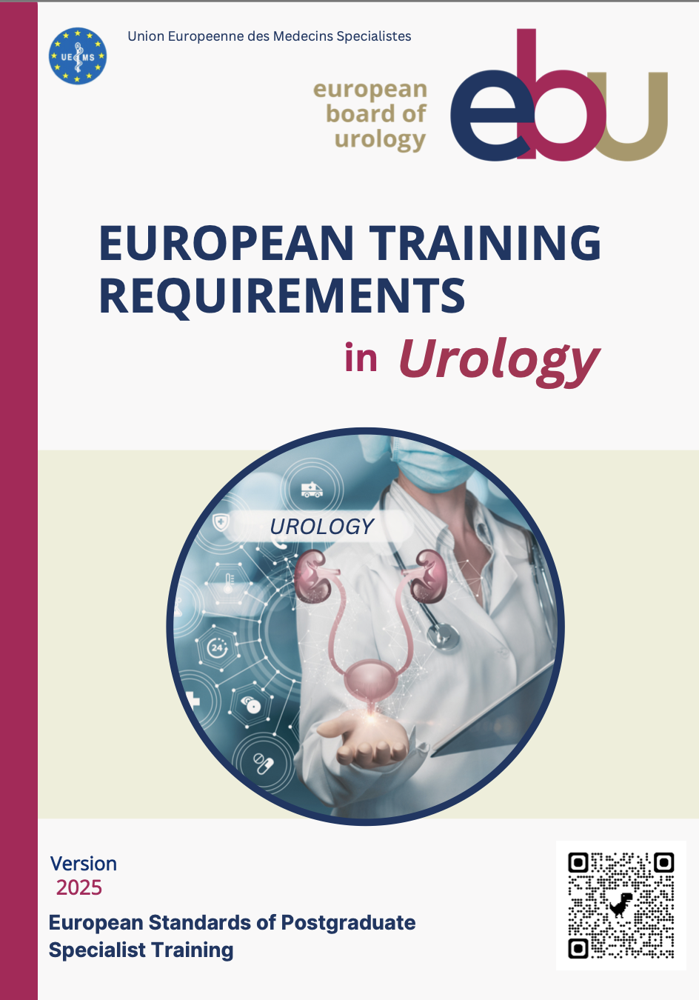 UEMS
Union Europeenne des Medecins Specialistes
european
board of
urology
ebu
EUROPEAN TRAINING
REQUIREMENTS
in Urology
UROLOGY
24
Version
2025
European Standards of Postgraduate
Specialist Training